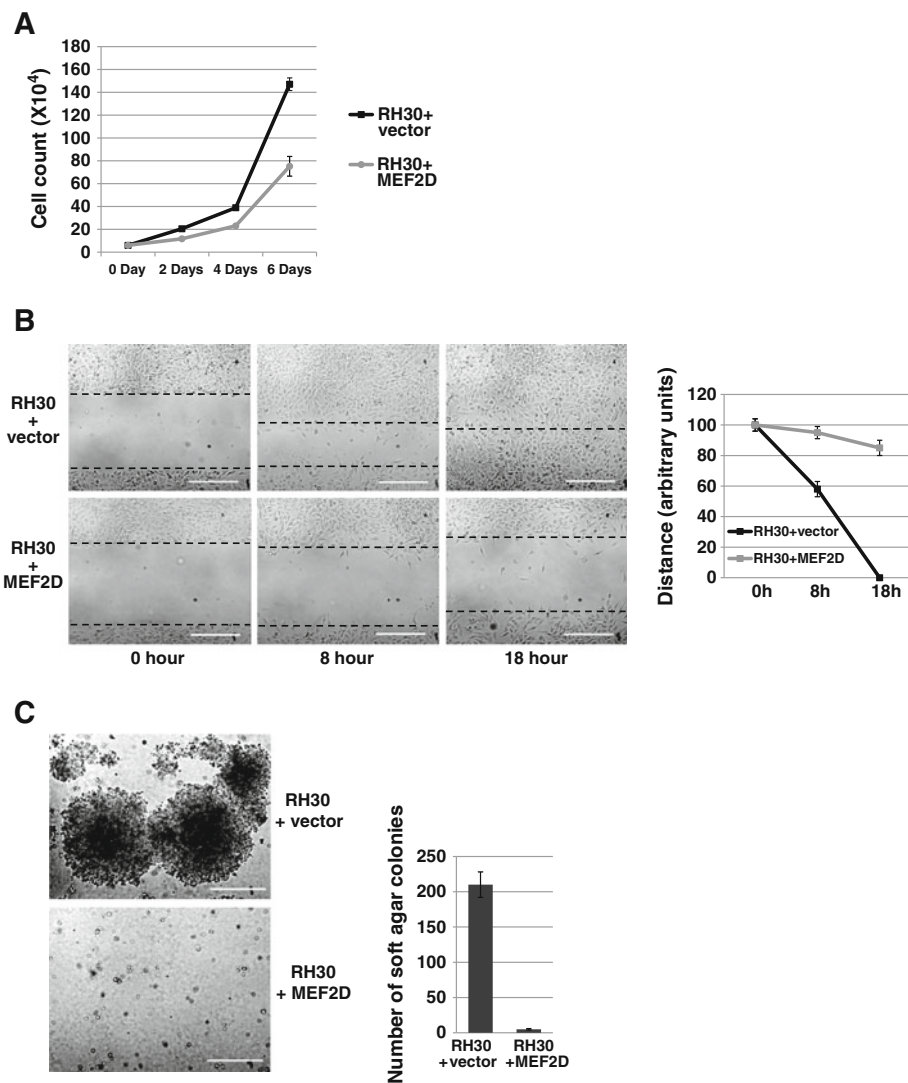 A
180
160
140
120
100
80
60
40
20
0
Cell count (X10⁴)
0 Day
2 Days
4 Days
6 Days
RH30+
vector
RH30+
MEF2D
B
RH30
+
vector
RH30
+
MEF2D
0 hour
8 hour
18 hour
Distance (arbitrary units)
120
100
80
60
40
20
0
RH30+vector
RH30+MEF2D
0h
8h
18h
C
RH30
+ vector
RH30
+ MEF2D
Number of soft agar colonies
250
200
150
100
50
0
RH30
+vector
RH30
+MEF2D